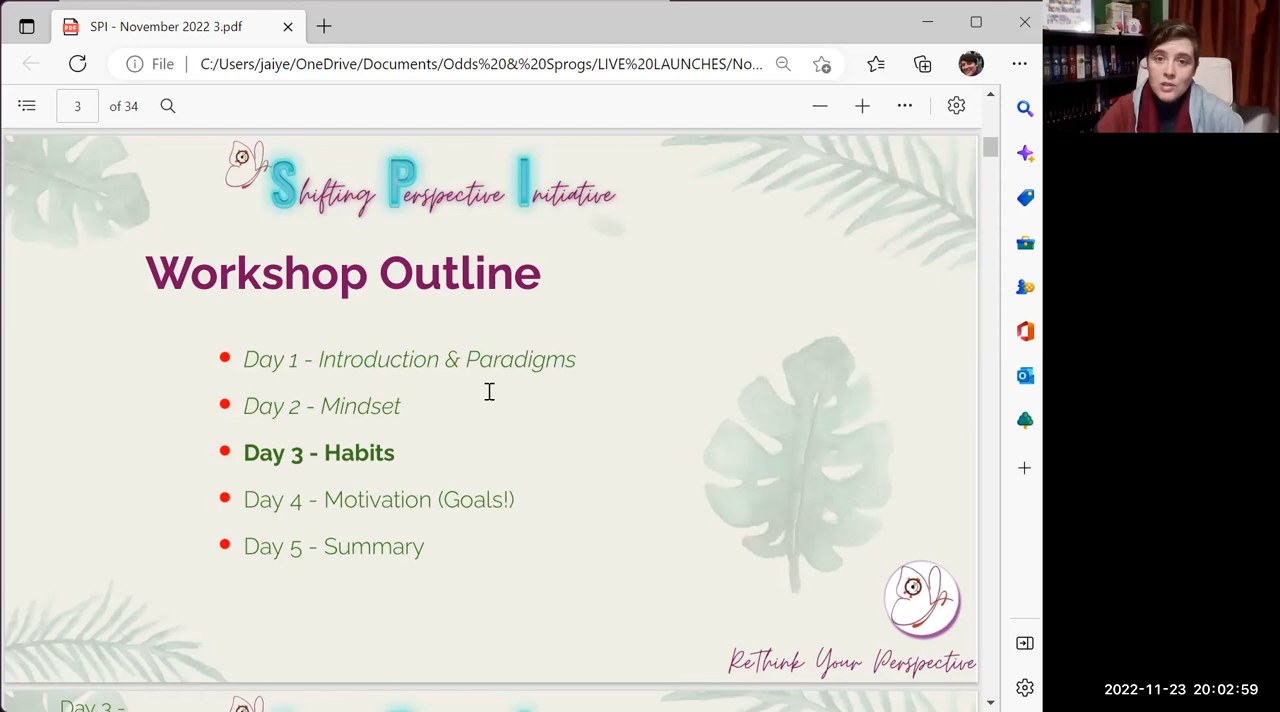 SPI - November 2022 3.pdf
File C:/Users/jaiye/OneDrive/Documents/Odds%20&%20Sprogs/LIVE%20LAUNCHES/No...
3 of 34
Shifting Perspective Initiative
Workshop Outline
Day 1 - Introduction & Paradigms
Day 2 - Mindset
Day 3 - Habits
Day 4 - Motivation (Goals!)
Day 5 - Summary
ReThink Your Perspective
Day 3 -
2022-11-23 20:02:59